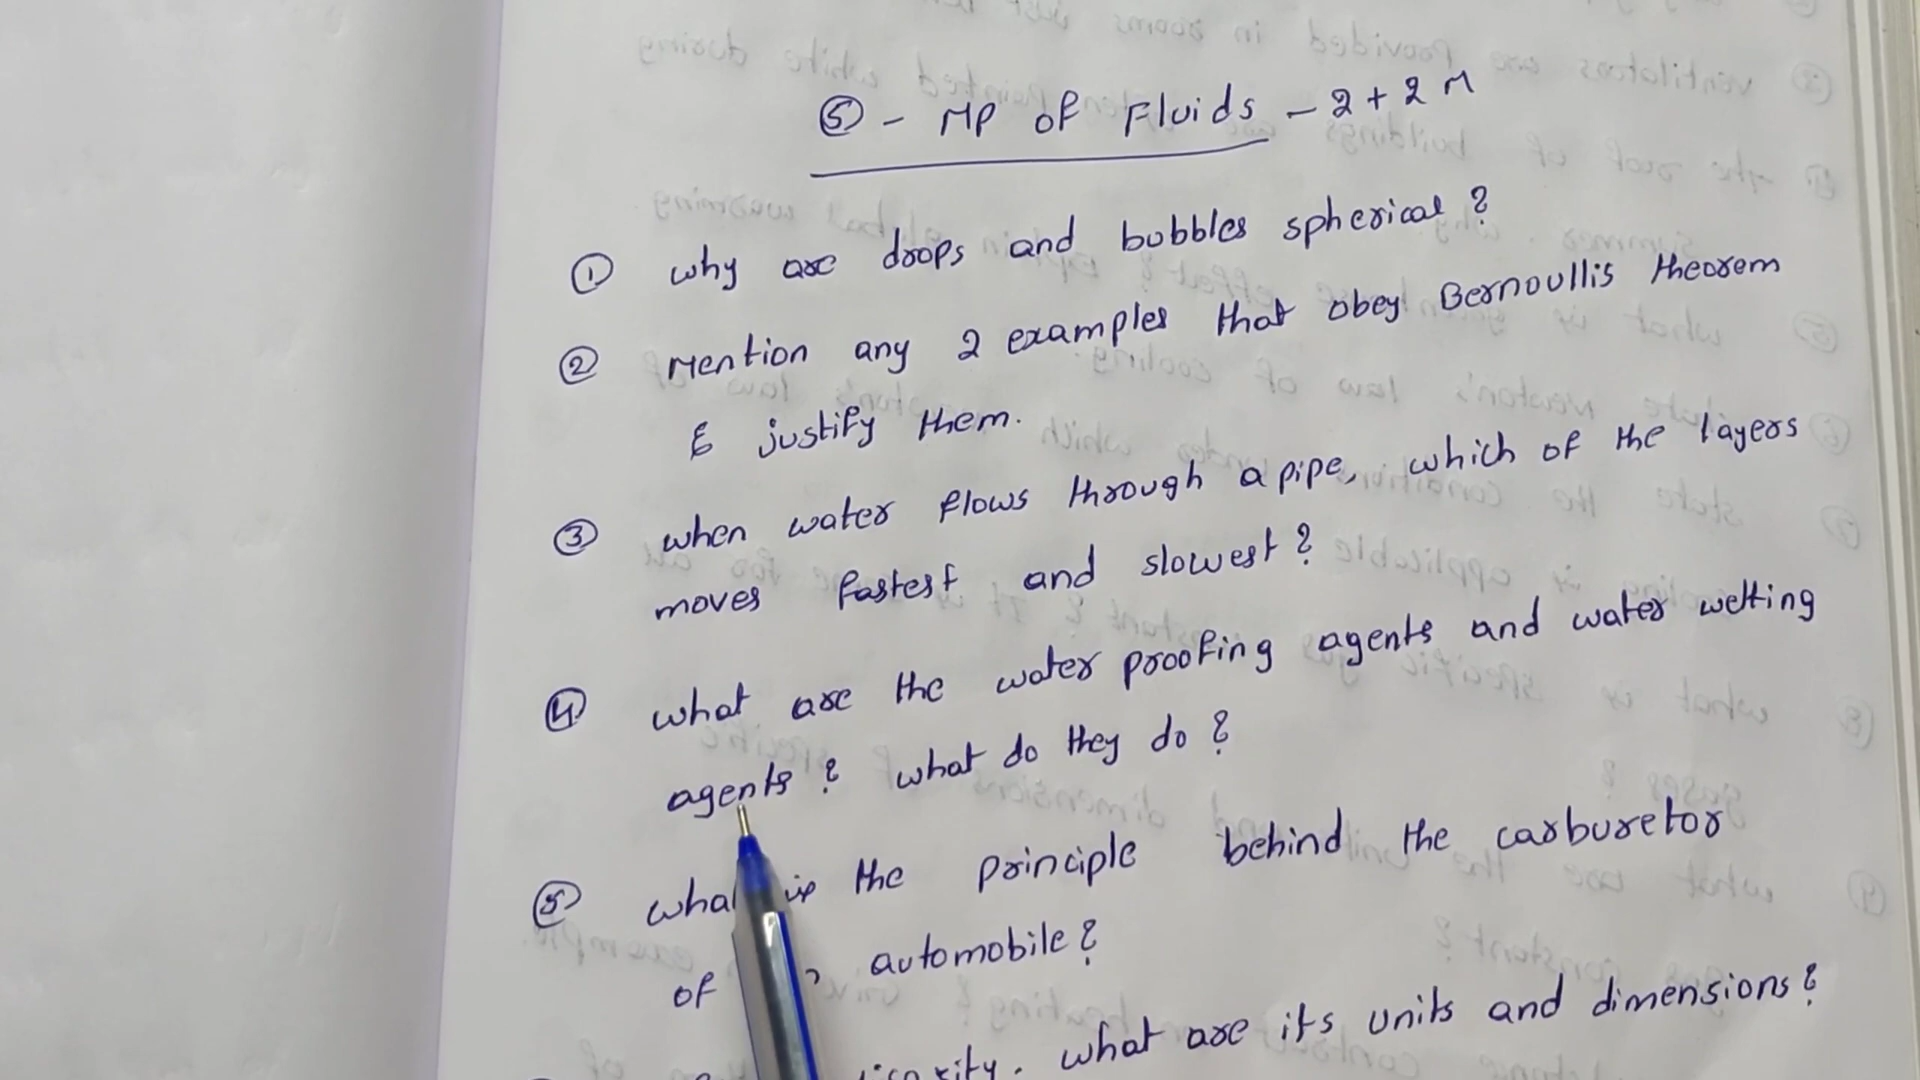 ⑤ - MP of Fluids - 2 + 2 M
① why are drops and bubbles spherical ?
② Mention any 2 examples that obey Bernoullis theorem
& justify them.
③ when water flows through a pipe, which of the layers
moves fastest and slowest ?
④ what are the water proofing agents and water wetting
agents ? what do they do ?
⑤ is the principle behind the carburetor
of automobile ?
what are its units and dimensions ?